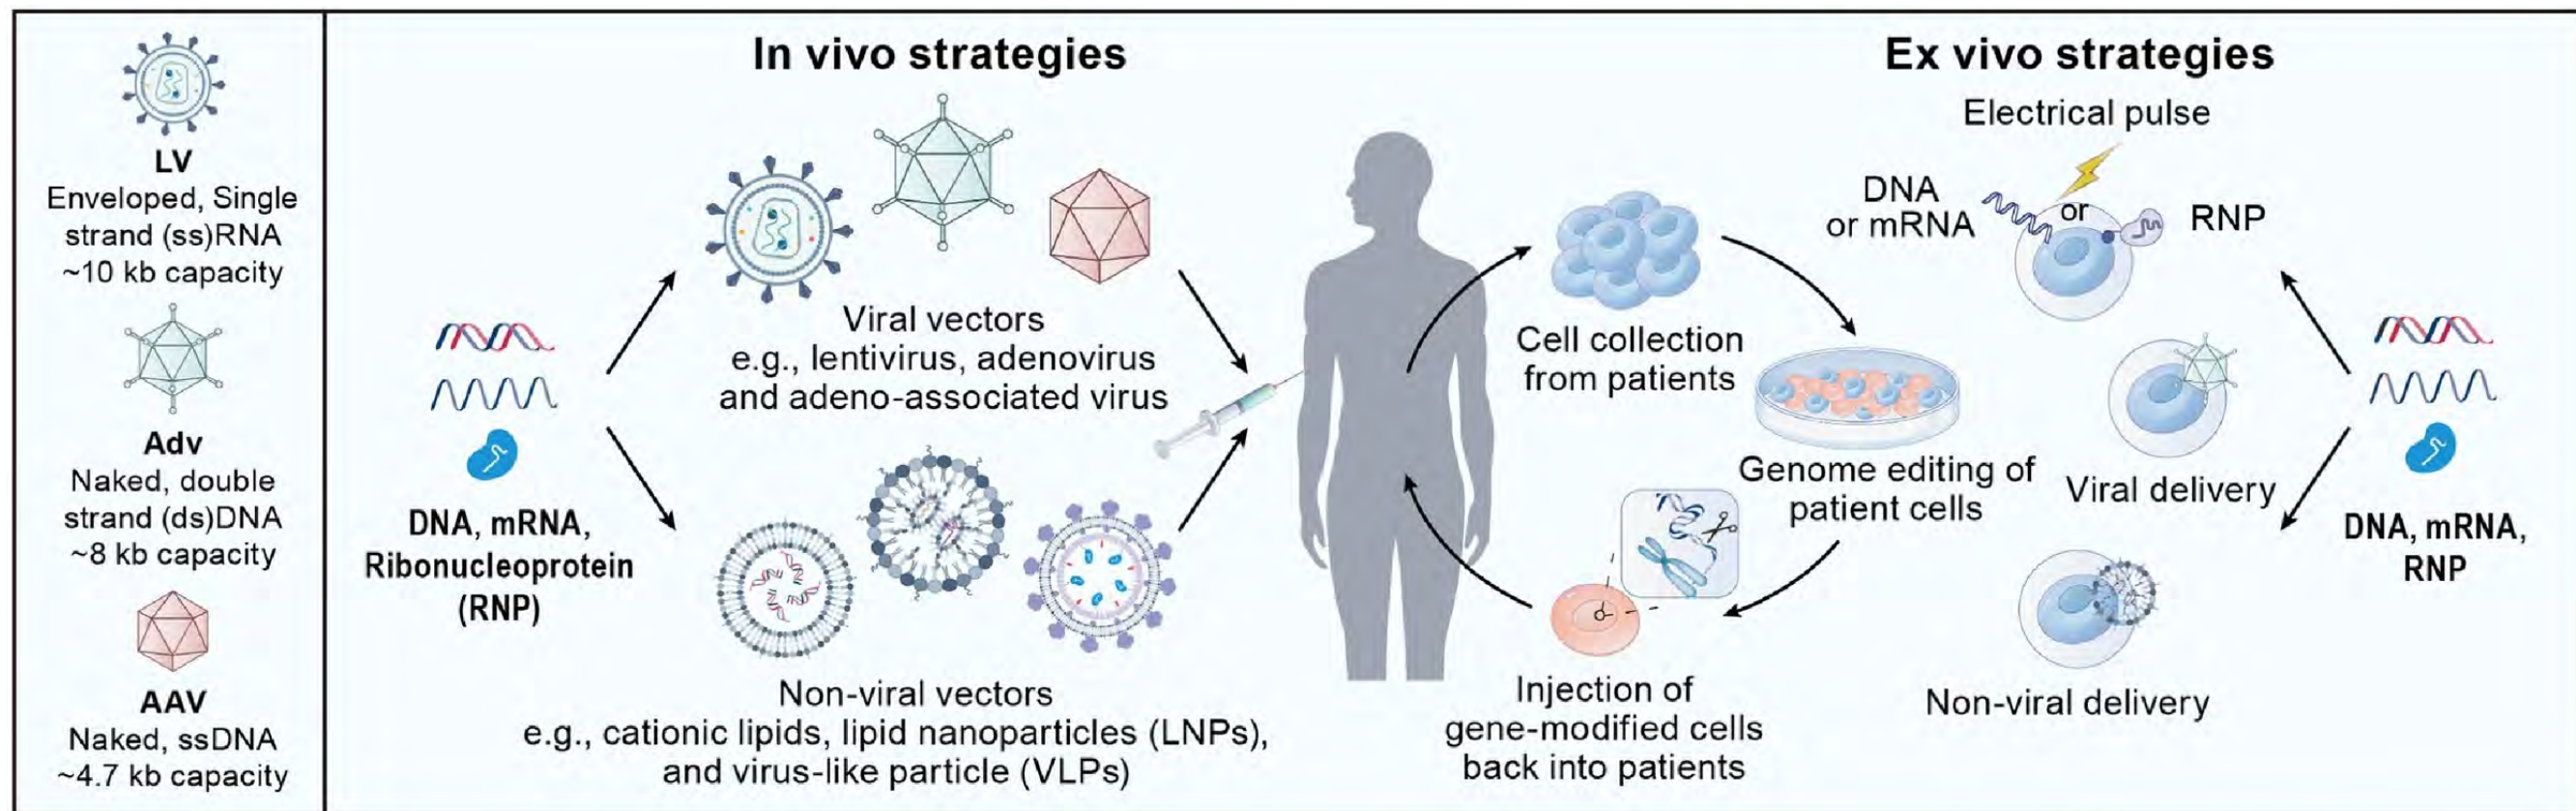 LV
Enveloped, Single
strand (ss)RNA
~10 kb capacity
Adv
Naked, double
strand (ds)DNA
~8 kb capacity
AAV
Naked, ssDNA
~4.7 kb capacity
In vivo strategies
Viral vectors
e.g., lentivirus, adenovirus
and adeno-associated virus
DNA, mRNA,
Ribonucleoprotein
(RNP)
Non-viral vectors
e.g., cationic lipids, lipid nanoparticles (LNPs),
and virus-like particle (VLPs)
Ex vivo strategies
Electrical pulse
DNA
or mRNA
or
RNP
Cell collection
from patients
Genome editing of
patient cells
Viral delivery
DNA, mRNA,
RNP
Injection of
gene-modified cells
back into patients
Non-viral delivery